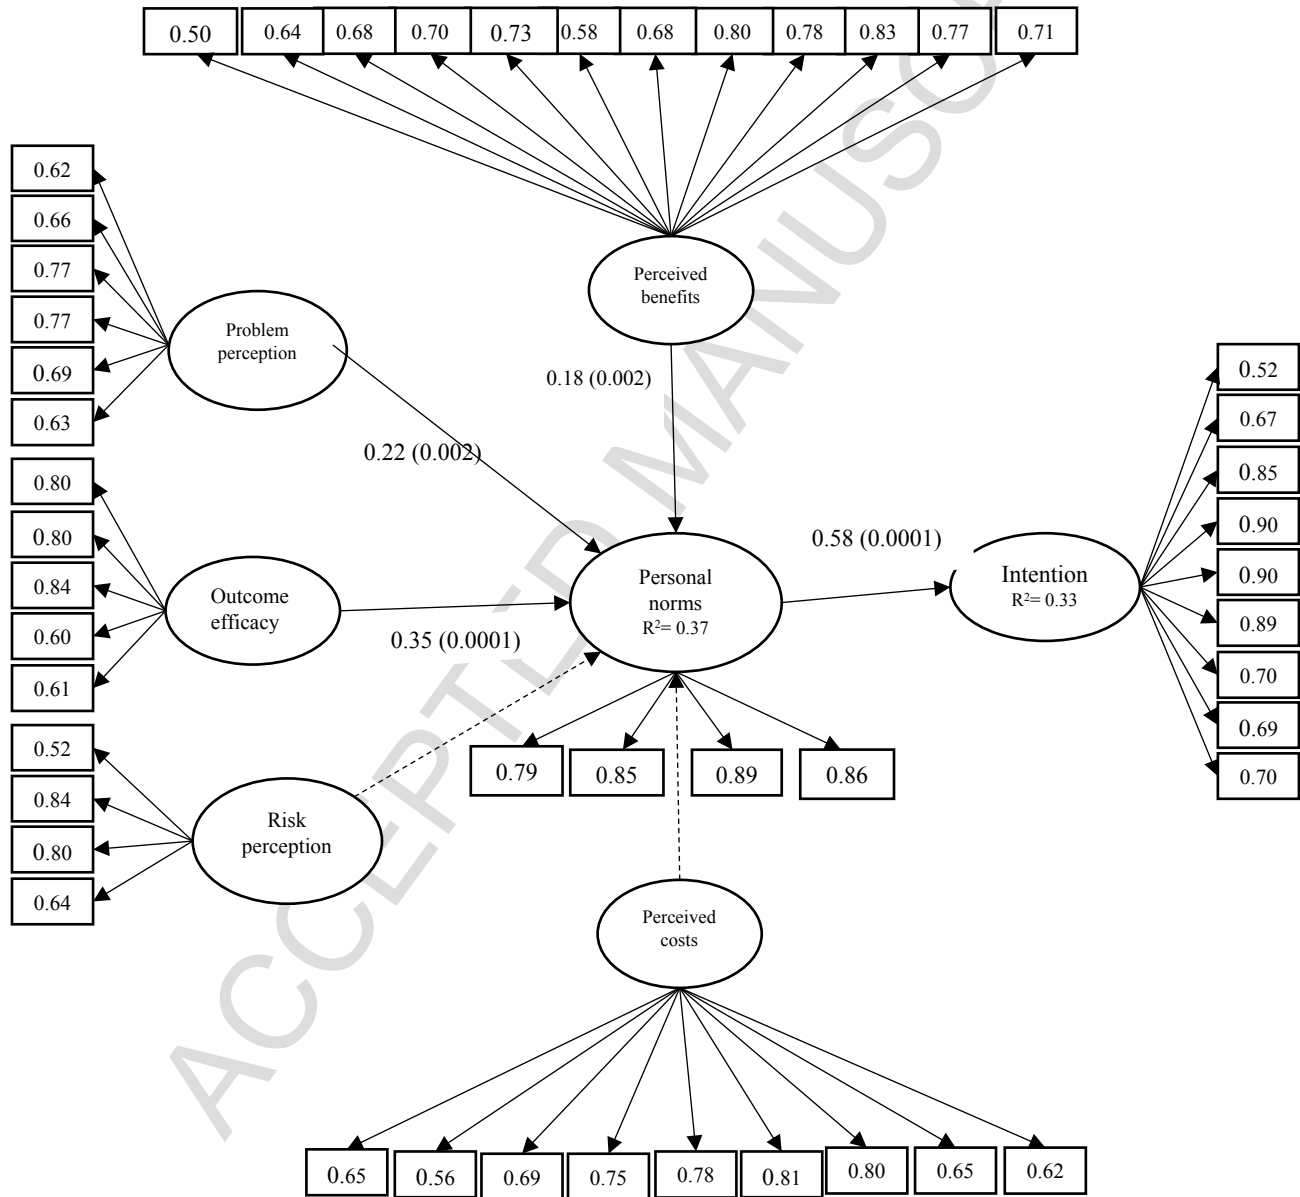 0.50 0.64 0.68 0.70 0.73 0.58 0.68 0.80 0.78 0.83 0.77 0.71
0.62
0.66
0.77
0.77
0.69
0.63
Problem
perception
Perceived
benefits
0.18 (0.002)
0.22 (0.002)
0.80
0.80
0.84
0.60
0.61
Outcome
efficacy
0.35 (0.0001)
Personal
norms
R²= 0.37
0.58 (0.0001)
Intention
R²= 0.33
0.52
0.67
0.85
0.90
0.90
0.89
0.70
0.69
0.70
0.79 0.85 0.89 0.86
0.52
0.84
0.80
0.64
Risk
perception
Perceived
costs
0.65 0.56 0.69 0.75 0.78 0.81 0.80 0.65 0.62
ACCEPTED MANUSC